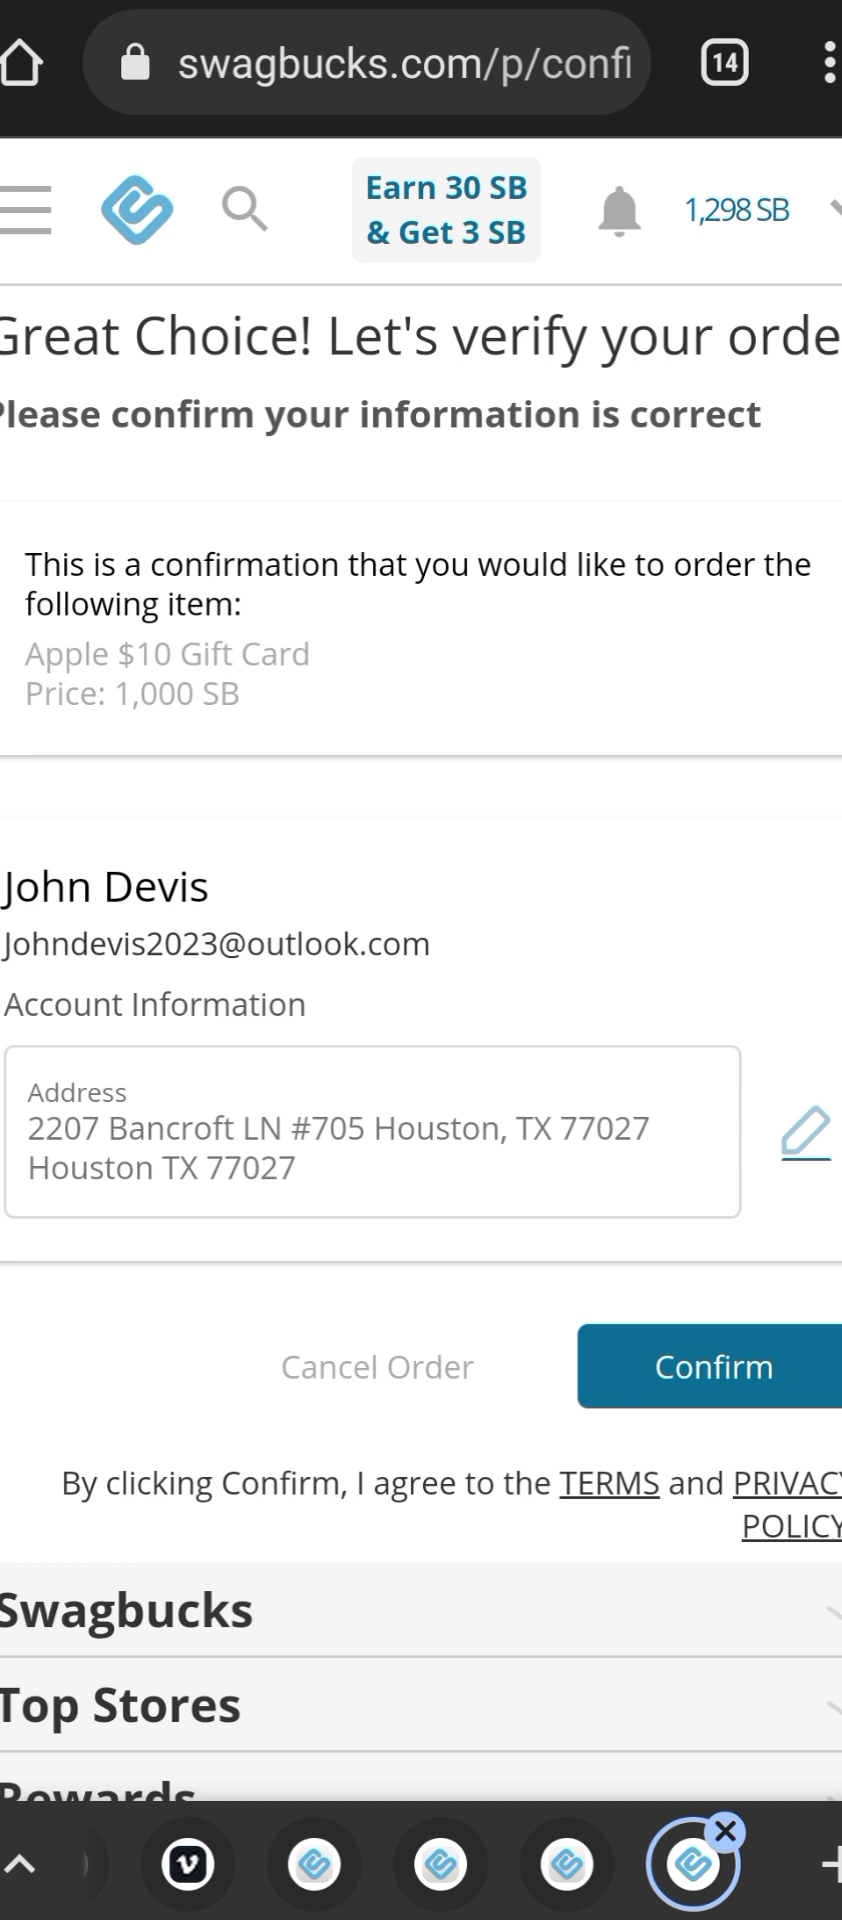 swagbucks.com/p/confi
14
Earn 30 SB
& Get 3 SB
1,298 SB
Great Choice! Let's verify your orde
Please confirm your information is correct
This is a confirmation that you would like to order the
following item:
Apple $10 Gift Card
Price: 1,000 SB
John Devis
Johndevis2023@outlook.com
Account Information
Address
2207 Bancroft LN #705 Houston, TX 77027
Houston TX 77027
Cancel Order
Confirm
By clicking Confirm, I agree to the TERMS and PRIVACY
POLICY
Swagbucks
Top Stores
Rewards